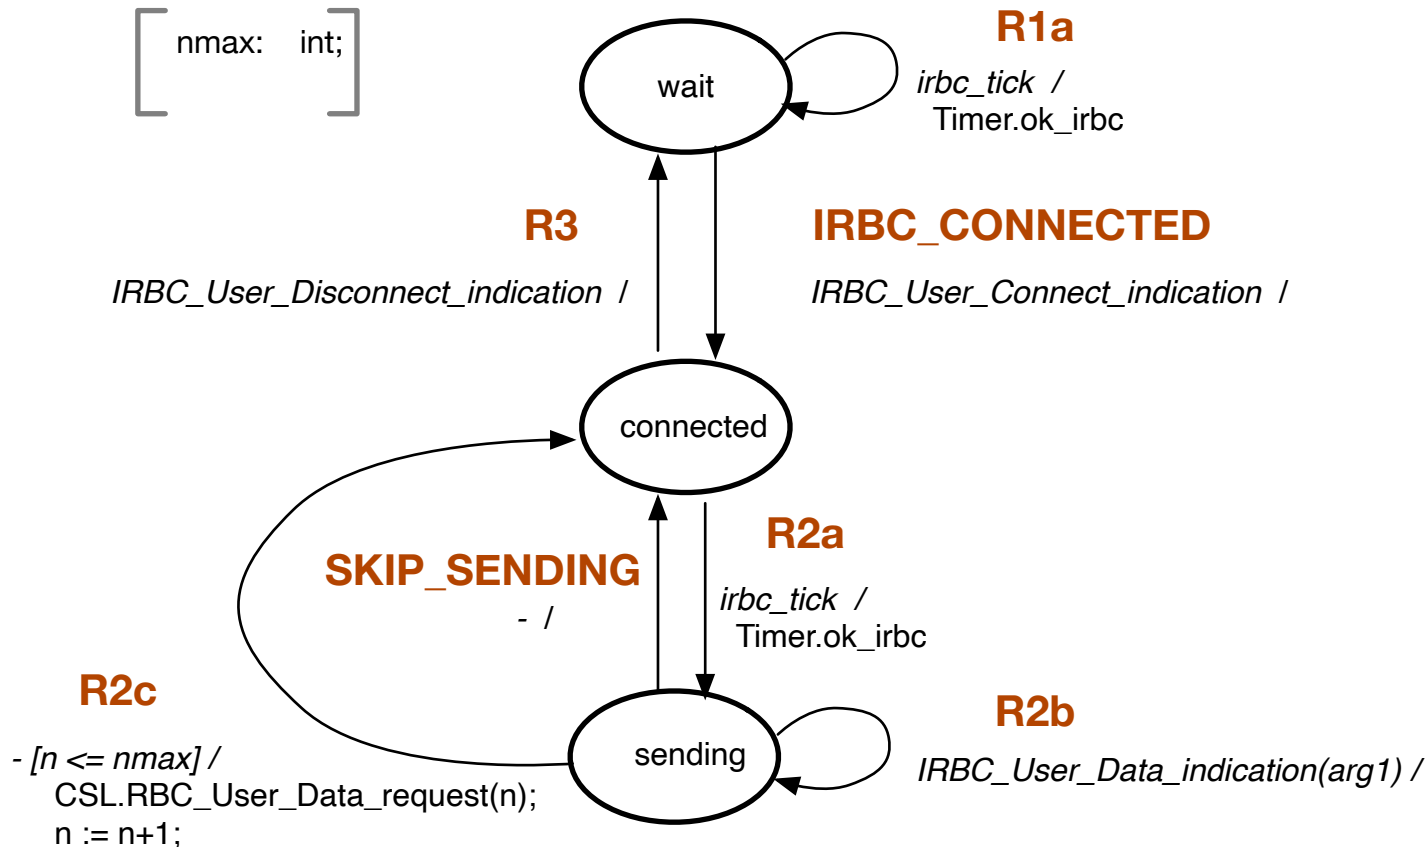 nmax: int;
wait
R1a
irbc_tick /
Timer.ok_irbc
R3
IRBC_CONNECTED
IRBC_User_Disconnect_indication /
IRBC_User_Connect_indication /
connected
R2a
SKIP_SENDING
- /
irbc_tick /
Timer.ok_irbc
R2c
- [n <= nmax] /
CSL.RBC_User_Data_request(n);
n := n+1;
sending
R2b
IRBC_User_Data_indication(arg1) /